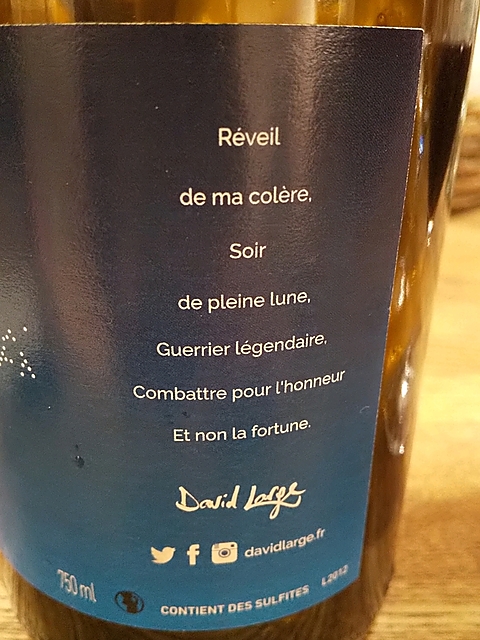 Réveil
de ma colère,
Soir
de pleine lune,
Guerrier légendaire,
Combattre pour l'honneur
Et non la fortune.
David Large
davidlarge.fr
750 ml
CONTIENT DES SULFITES L2012